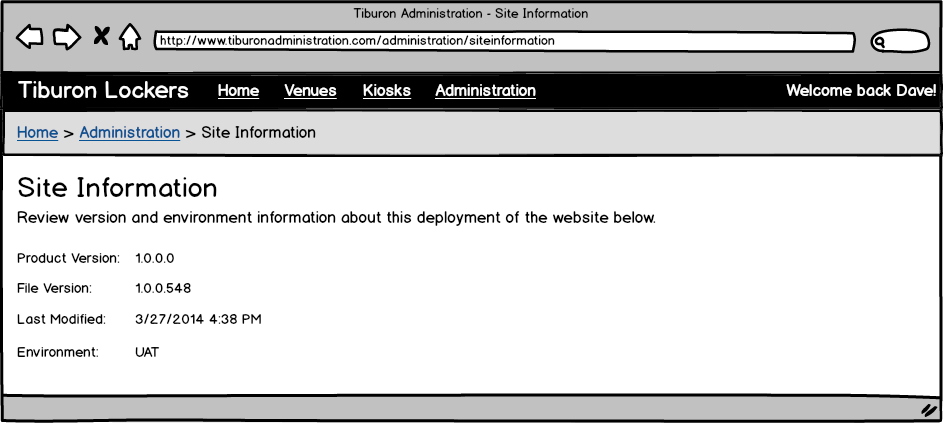 Tiburon Administration - Site Information
http://www.tiburonadministration.com/administration/siteinformation
Tiburon Lockers Home Venues Kiosks Administration Welcome back Dave!
Home > Administration > Site Information
Site Information
Review version and environment information about this deployment of the website below.
Product Version: 1.0.0.0
File Version: 1.0.0.548
Last Modified: 3/27/2014 4:38 PM
Environment: UAT